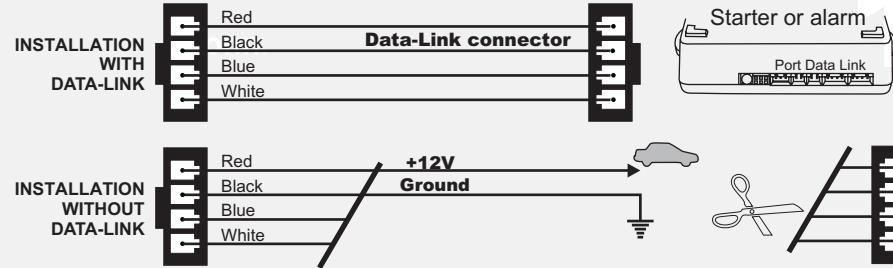 INSTALLATION
WITH
DATA-LINK
Red
Black
Blue
White
Data-Link connector
Starter or alarm
Port Data Link
INSTALLATION
WITHOUT
DATA-LINK
Red
Black
Blue
White
+12V
Ground